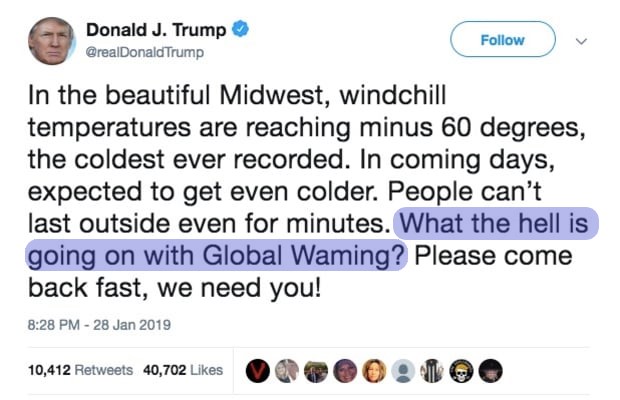 Donald J. Trump
@realDonaldTrump
Follow
In the beautiful Midwest, windchill
temperatures are reaching minus 60 degrees,
the coldest ever recorded. In coming days,
expected to get even colder. People can’t
last outside even for minutes. What the hell is
going on with Global Waming? Please come
back fast, we need you!
8:28 PM - 28 Jan 2019
10,412 Retweets 40,702 Likes